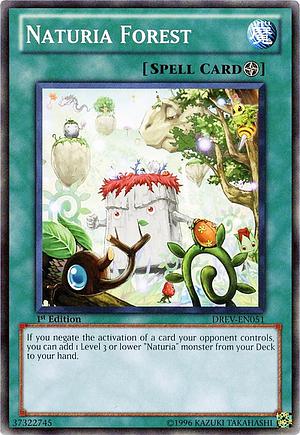 NATURIA FOREST
魔
[SPELL CARD]
1st Edition
DREV-EN051
If you negate the activation of a card your opponent controls,
you can add 1 Level 3 or lower "Naturia" monster from your Deck
to your hand.
37322745
©1996 KAZUKI TAKAHASHI